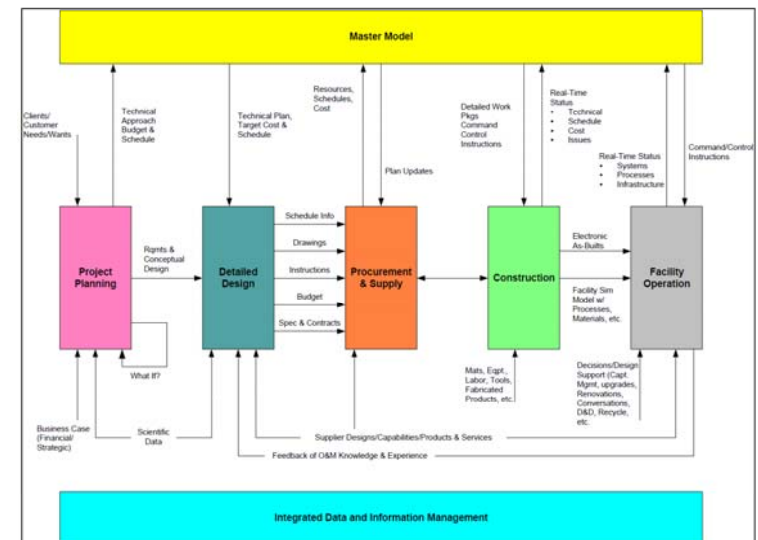 Master Model
Clients/
Customer
Needs/Wants
Technical
Approach
Budget &
Schedule
Technical Plan,
Target Cost &
Schedule
Resources,
Schedules,
Cost
Plan Updates
Detailed Work
Pkgs
Command
Control
Instructions
Real-Time
Status
• Technical
• Schedule
• Cost
• Issues
Real-Time Status
• Systems
• Processes
• Infrastructure
Command/Control
Instructions
Project
Planning
Rqmts &
Conceptual
Design
Detailed
Design
Schedule Info
Drawings
Instructions
Budget
Spec & Contracts
Procurement
& Supply
Construction
Electronic
As-Builts
Facility Sim
Model w/
Processes,
Materials, etc.
Facility
Operation
What If?
Business Case
(Financial/
Strategic)
Scientific
Data
Mats, Eqpt.,
Labor, Tools,
Fabricated
Products, etc.
Decisions/Design
Support (Capt.
Mgmt, upgrades,
Renovations,
Conversations,
D&D, Recycle,
etc.
Supplier Designs/Capabilities/Products & Services
Feedback of O&M Knowledge & Experience
Integrated Data and Information Management